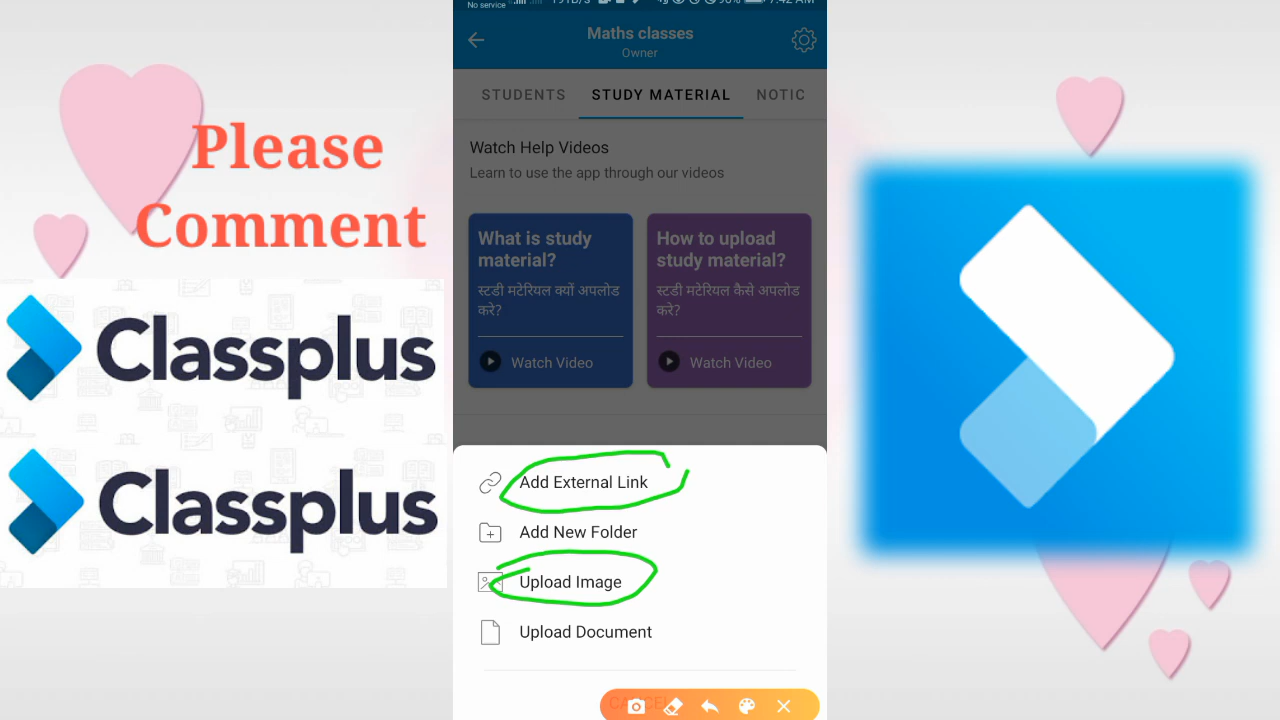 Please
Comment
Classplus
Classplus
No service
7:42 AM
Maths classes
Owner
STUDENTS STUDY MATERIAL NOTIC
Watch Help Videos
Learn to use the app through our videos
What is study
material?
स्टडी मटेरियल क्यों अपलोड
करे?
Watch Video
How to upload
study material?
स्टडी मटेरियल कैसे अपलोड
करे?
Watch Video
Add External Link
Add New Folder
Upload Image
Upload Document